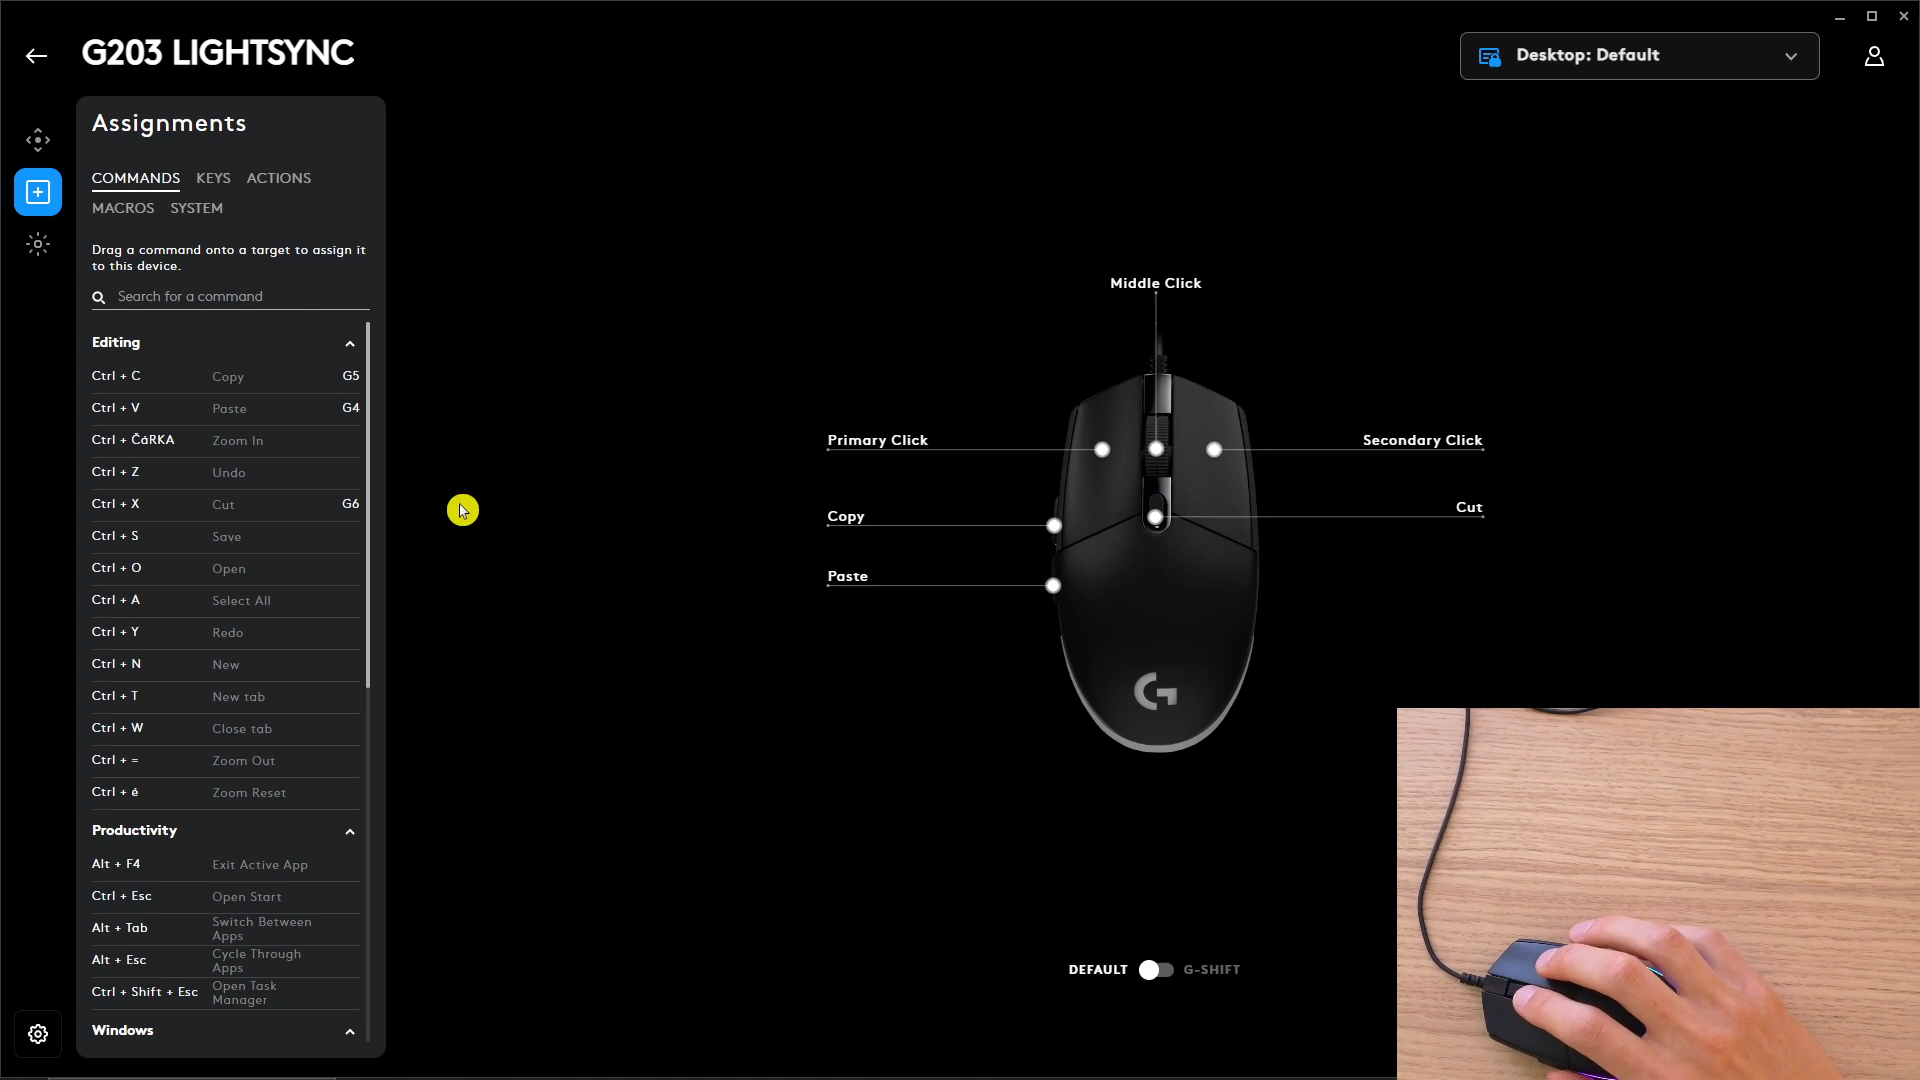 G203 LIGHTSYNC
Desktop: Default
Assignments
COMMANDS KEYS ACTIONS
MACROS SYSTEM
Drag a command onto a target to assign it
to this device.
Search for a command
Editing
Ctrl + C Copy G5
Ctrl + V Paste G4
Ctrl + ČáRKA Zoom In
Ctrl + Z Undo
Ctrl + X Cut G6
Ctrl + S Save
Ctrl + O Open
Ctrl + A Select All
Ctrl + Y Redo
Ctrl + N New
Ctrl + T New tab
Ctrl + W Close tab
Ctrl + = Zoom Out
Ctrl + é Zoom Reset
Productivity
Alt + F4 Exit Active App
Ctrl + Esc Open Start
Alt + Tab Switch Between
Apps
Alt + Esc Cycle Through
Apps
Ctrl + Shift + Esc Open Task
Manager
Windows
Middle Click
Primary Click
Secondary Click
Copy
Cut
Paste
DEFAULT G-SHIFT